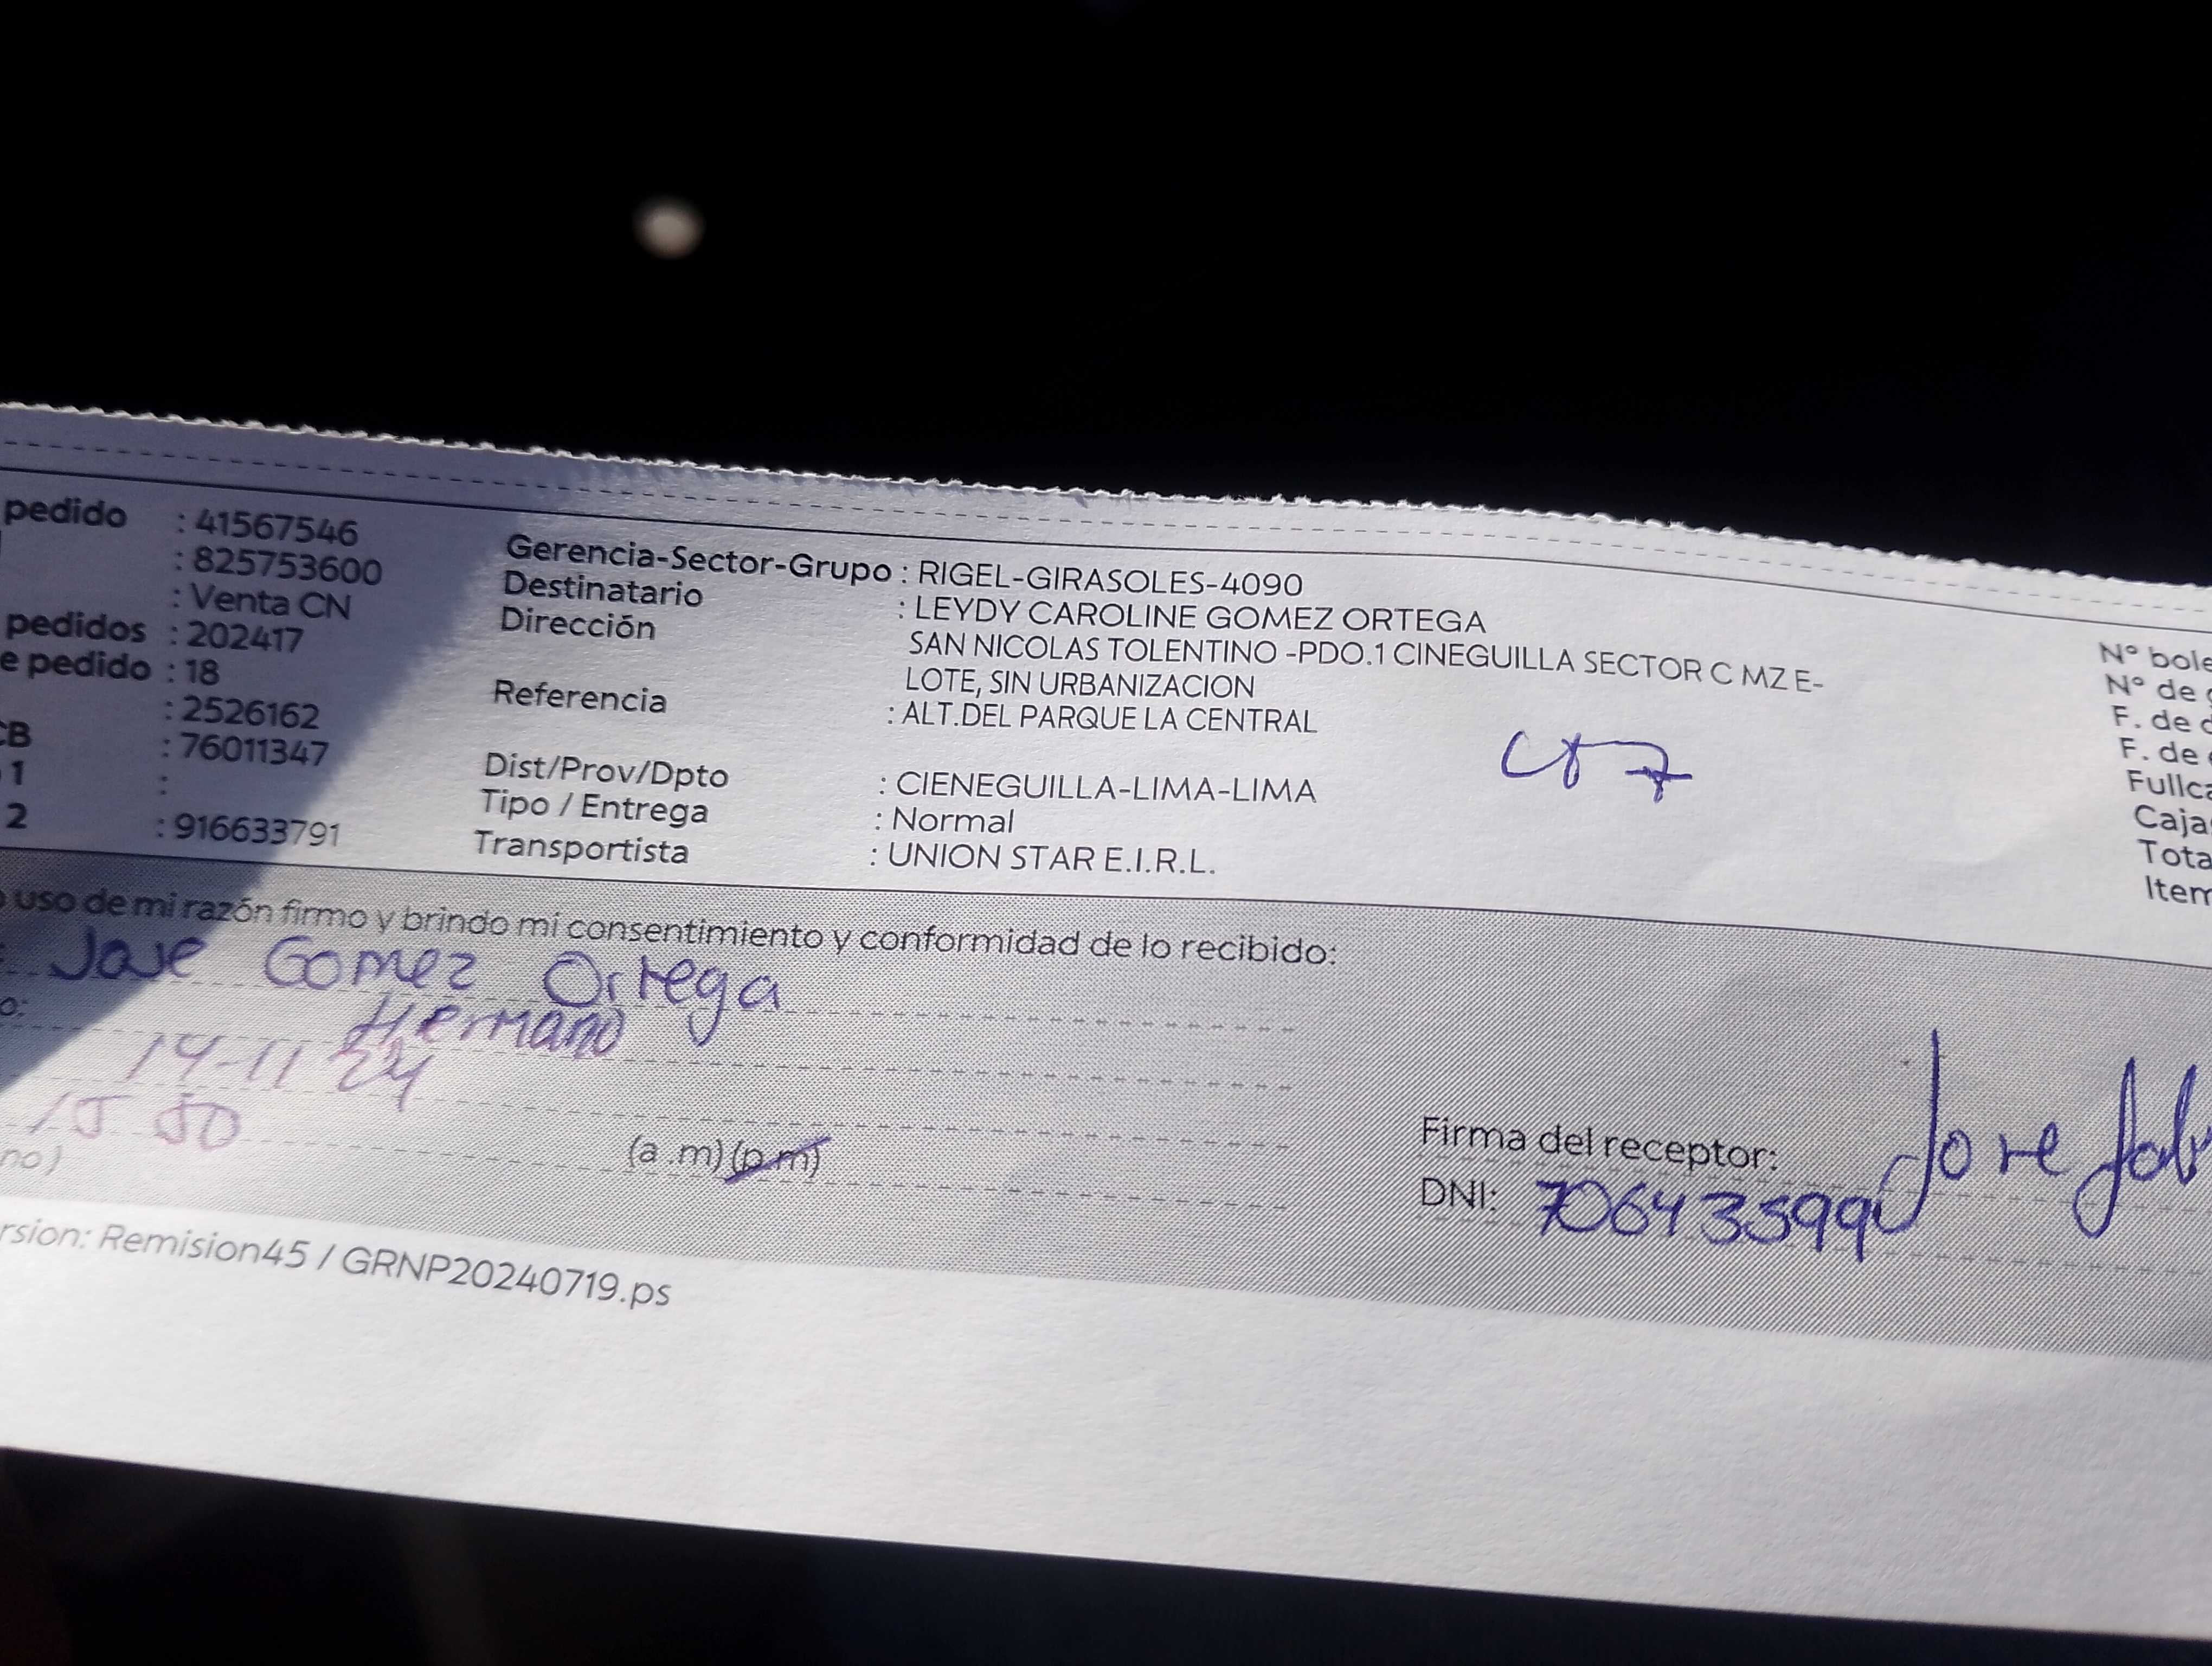 pedido : 41567546
: 825753600
: Venta CN
pedidos : 202417
e pedido : 18
: 2526162
CB : 76011347
1 :
2 : 916633791
Gerencia-Sector-Grupo : RIGEL-GIRASOLES-4090
Destinatario : LEYDY CAROLINE GOMEZ ORTEGA
Dirección SAN NICOLAS TOLENTINO -PDO.1 CINEGUILLA SECTOR C MZ E-
LOTE, SIN URBANIZACION
Referencia : ALT.DEL PARQUE LA CENTRAL
Dist/Prov/Dpto : CIENEGUILLA-LIMA-LIMA
Tipo / Entrega : Normal
Transportista : UNION STAR E.I.R.L.
N° bole
N° de
F. de
F. de
Fullca
Caja
Tota
Item
uso de mi razón firmo y brindo mi consentimiento y conformidad de lo recibido:
Jose Gomez Ortega
o: Hermano
14-11 24
15 50
no) (a .m) (p.m)
Firma del receptor: Jose
DNI: 70643599
rsion: Remision45 / GRNP20240719.ps